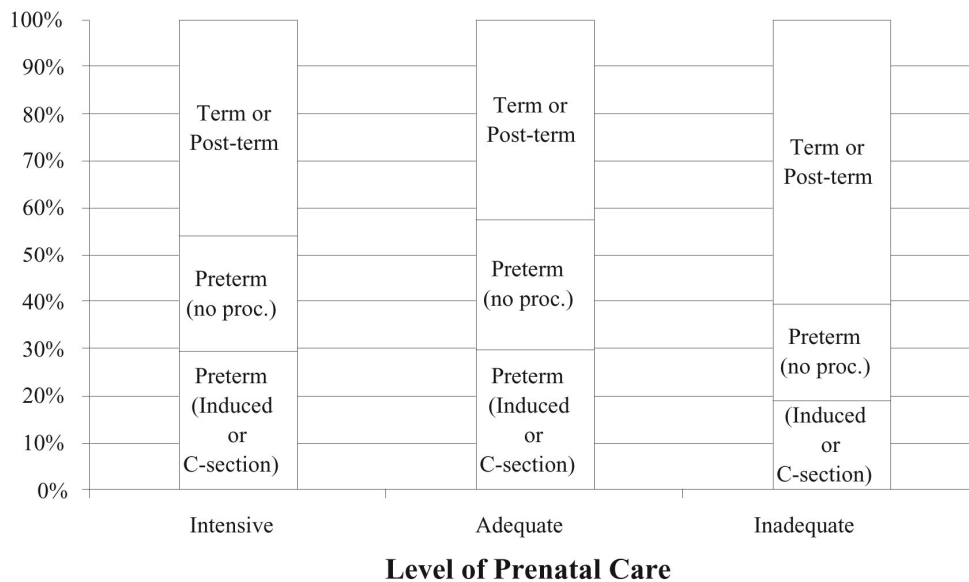 100%
90%
80%
70%
60%
50%
40%
30%
20%
10%
0%
Term or
Post-term
Preterm
(no proc.)
Preterm
(Induced
or
C-section)
Term or
Post-term
Preterm
(no proc.)
Preterm
(Induced
or
C-section)
Term or
Post-term
Preterm
(no proc.)
(Induced
or
C-section)
Intensive
Adequate
Inadequate
Level of Prenatal Care